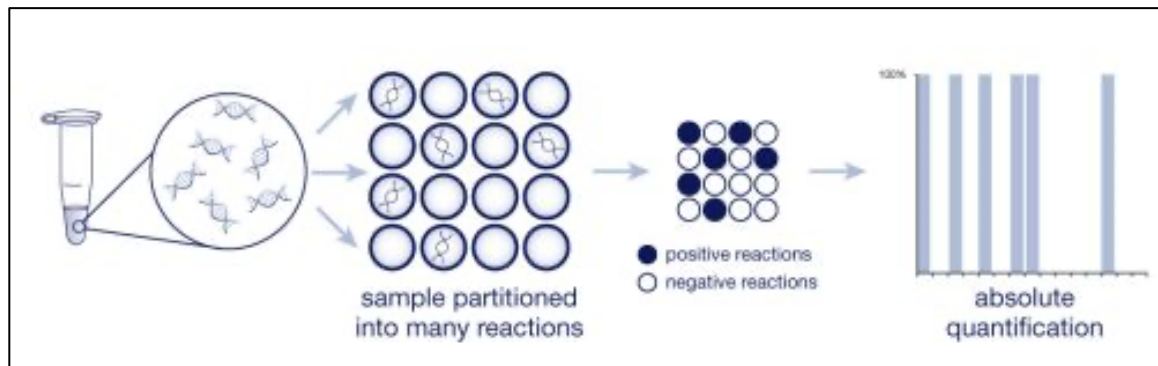 100%
sample partitioned
into many reactions
positive reactions
negative reactions
absolute
quantification